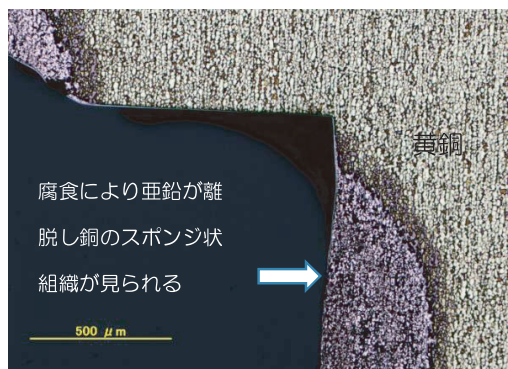 黄銅
腐食により亜鉛が離
脱し銅のスポンジ状
組織が見られる
500 μm